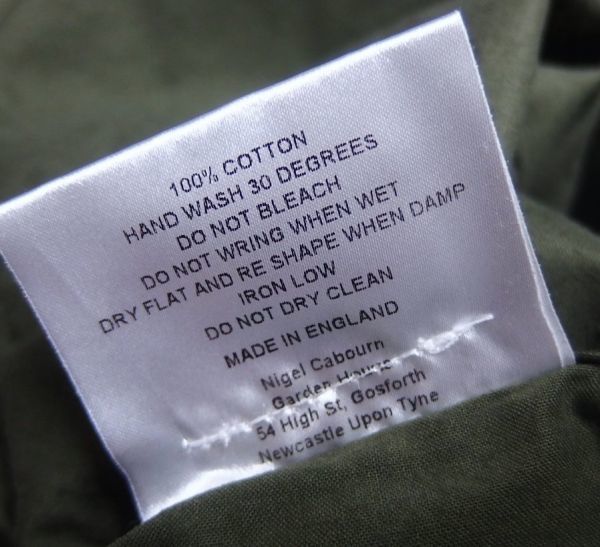 100% COTTON
HAND WASH 30 DEGREES
DO NOT BLEACH
DO NOT WRING WHEN WET
DRY FLAT AND RE SHAPE WHEN DAMP
IRON LOW
DO NOT DRY CLEAN
MADE IN ENGLAND
Nigel Cabourn
Garden House
54 High St, Gosforth
Newcastle Upon Tyne